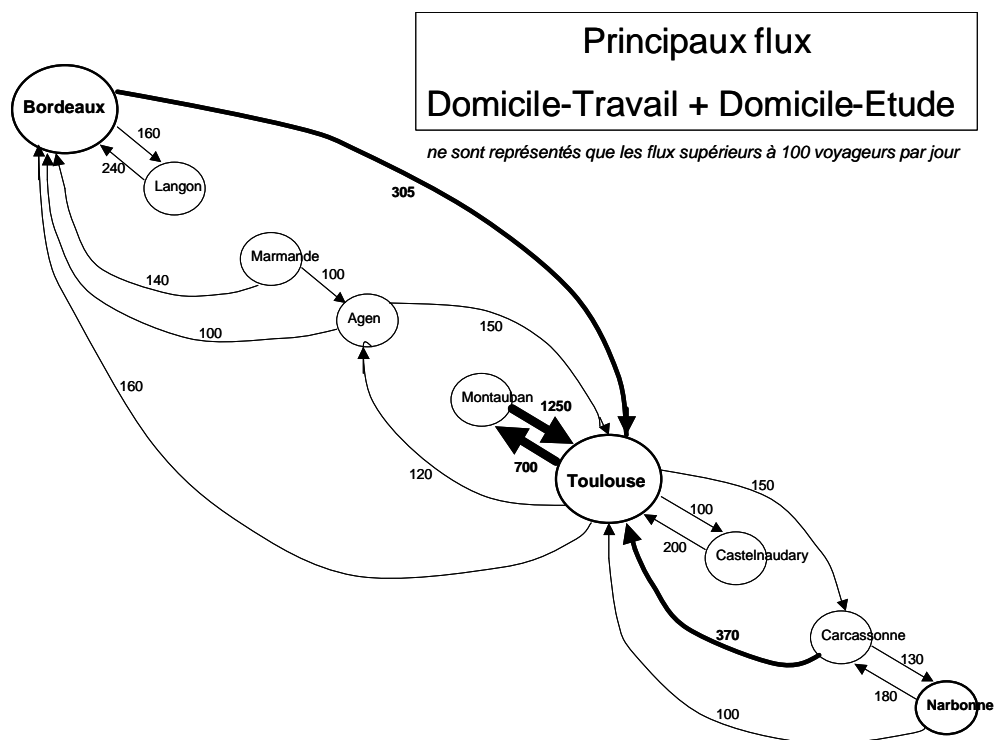 Principaux flux
Domicile-Travail + Domicile-Etude
ne sont représentés que les flux supérieurs à 100 voyageurs par jour
Bordeaux
160
240
Langon
305
Marmande
100
140
Agen
100
150
160
Montauban
1250
700
120
Toulouse
150
100
200
Castelnaudary
370
Carcassonne
130
180
100
Narbonne